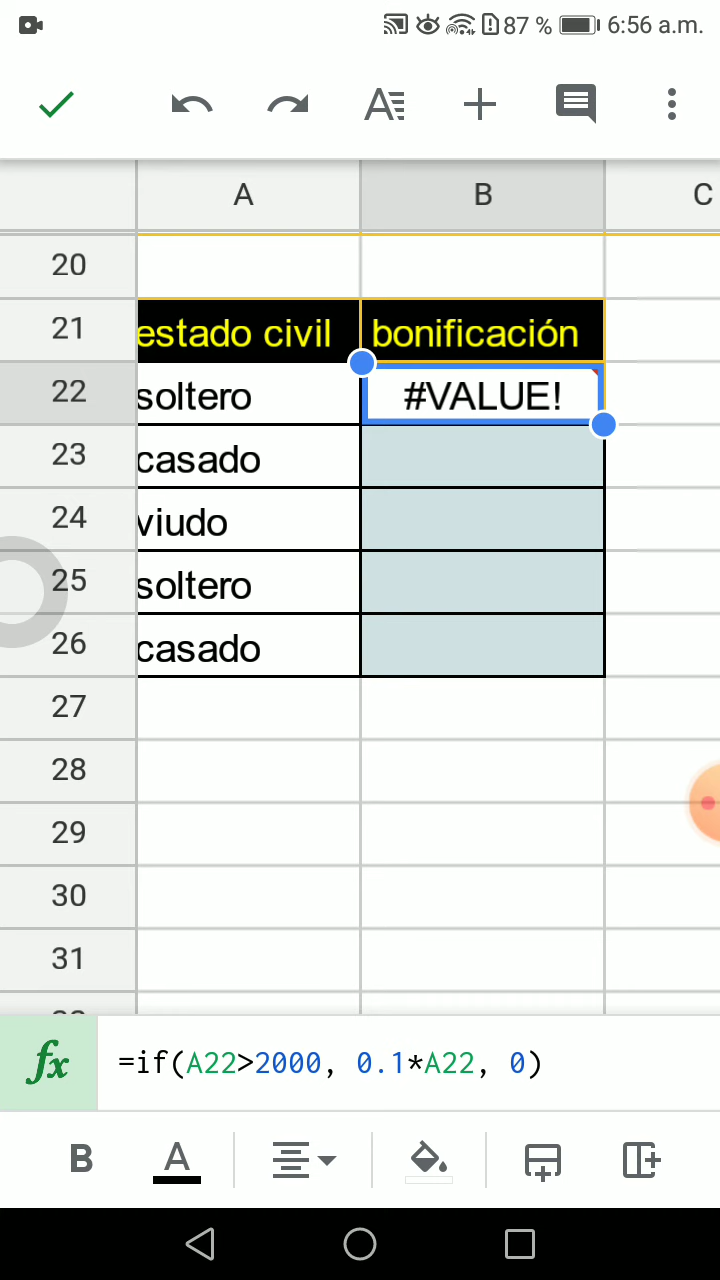 87 % 6:56 a.m.
A B C
20
21 estado civil bonificación
22 soltero #VALUE!
23 casado
24 viudo
25 soltero
26 casado
27
28
29
30
31
fx =if(A22>2000, 0.1*A22, 0)
B A